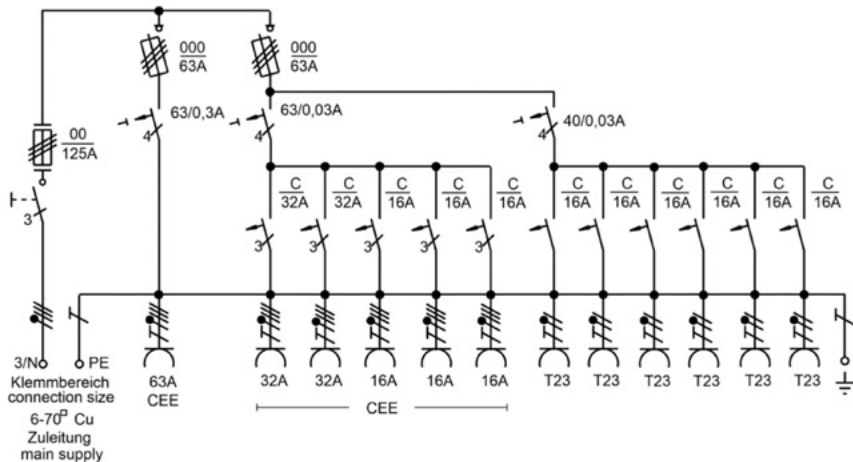 000
63A
000
63A
63/0,3A
63/0,03A
40/0,03A
4
4
4
00
125A
3
C
32A
C
32A
C
16A
C
16A
C
16A
C
16A
C
16A
C
16A
C
16A
C
16A
C
16A
3
3
3
3
3
3/N
PE
63A
CEE
32A
32A
16A
16A
16A
T23
T23
T23
T23
T23
T23
CEE
Klemmbereich
connection size
6-70□ Cu
Zuleitung
main supply